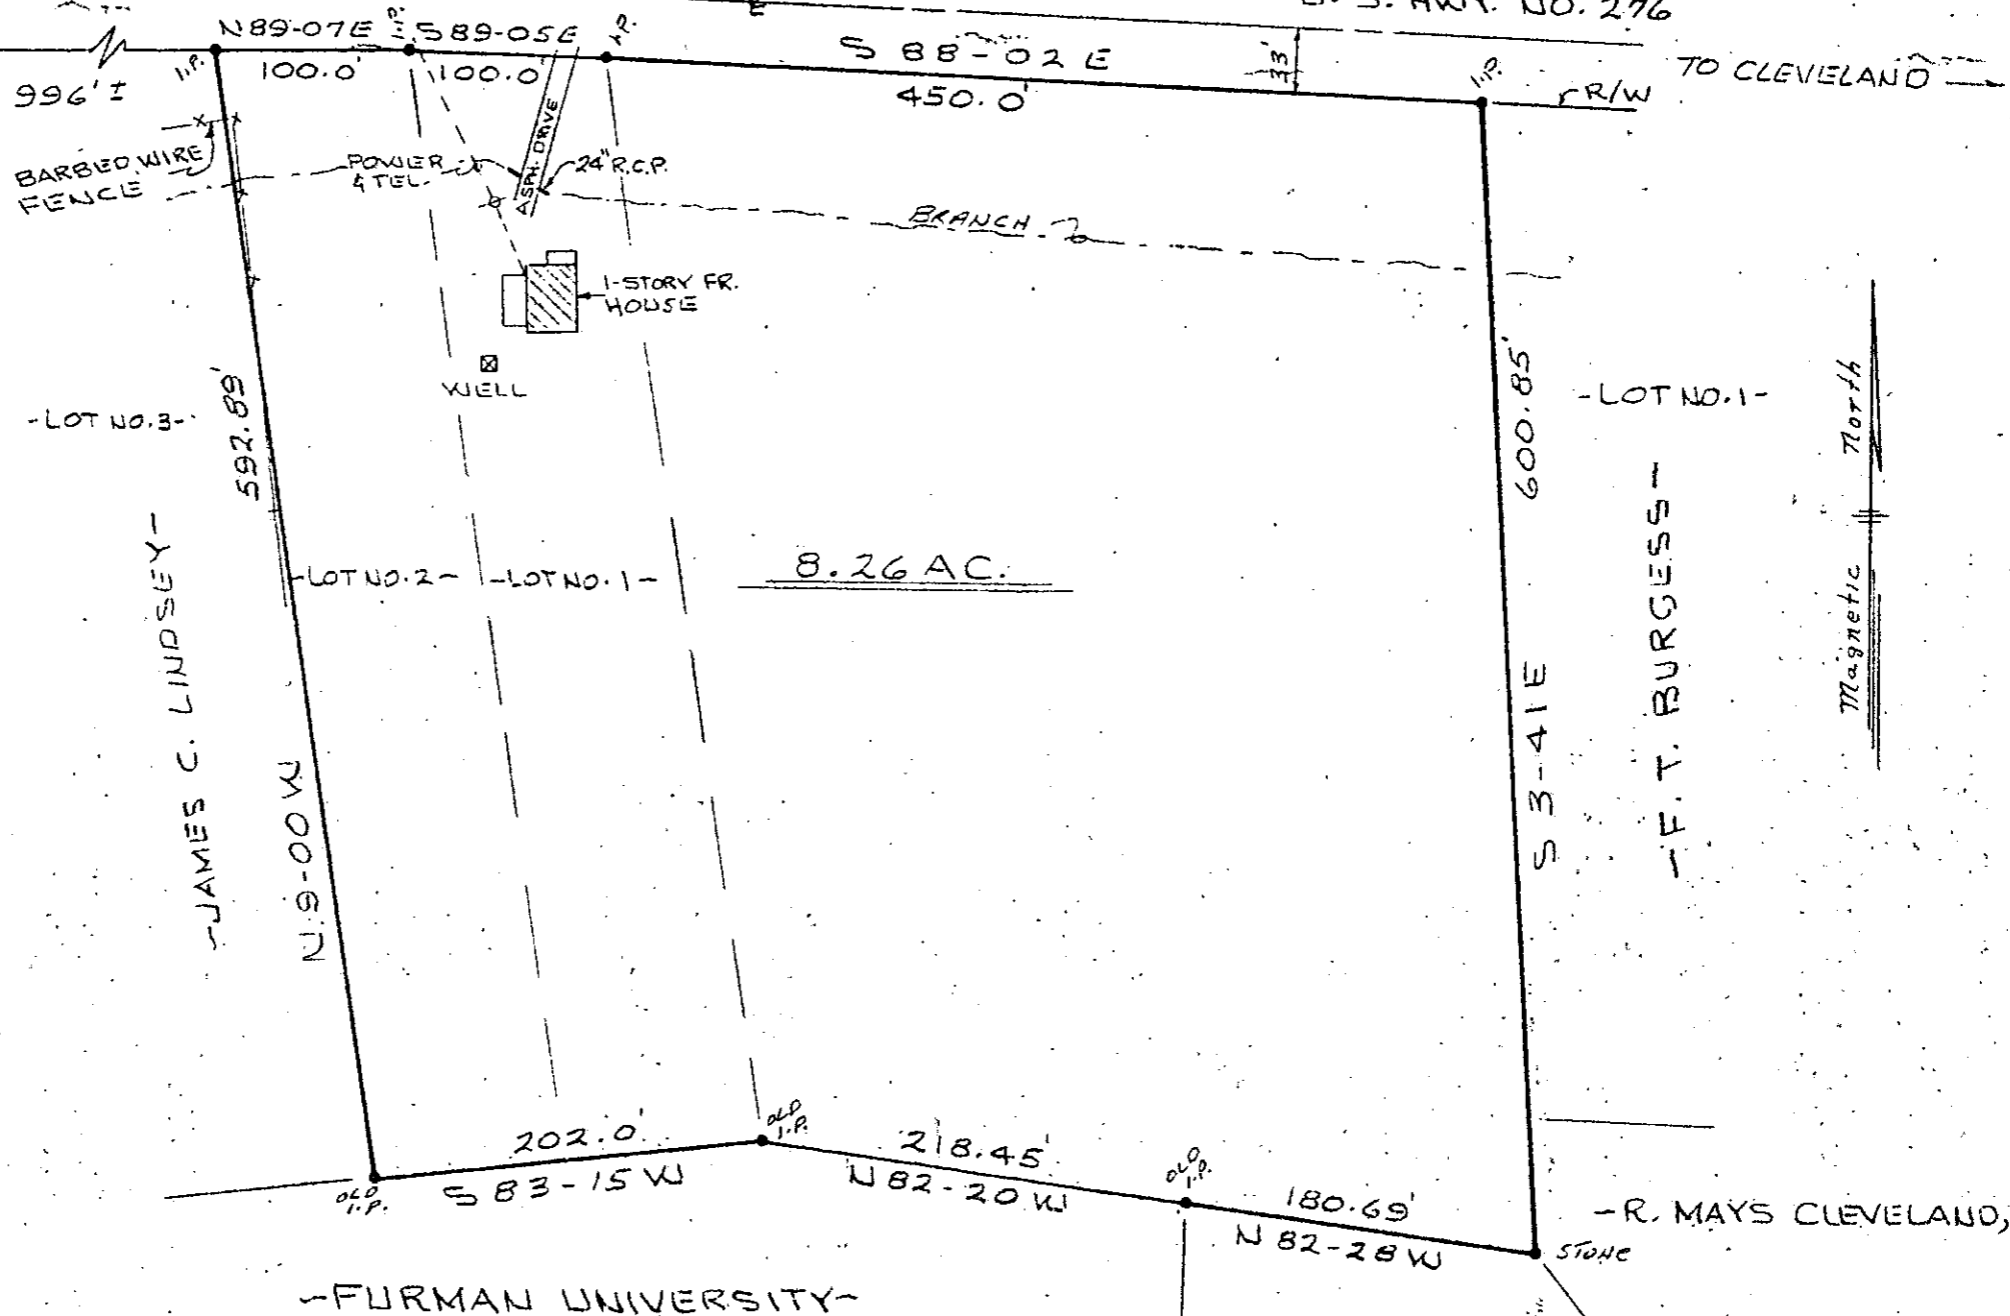 U. S. HWY. NO. 276
E
N 89-07 E
I.P.
S 89-05 E
I.P.
S 88-02 E
33'
TO CLEVELAND
I.P.
100.0'
100.0'
450.0'
I.P.
R/W
996' ±
BARBED WIRE
FENCE
POWER
& TEL.
ASPH. DRIVE
24" R.C.P.
BRANCH
1-STORY FR.
HOUSE
WELL
-LOT NO. 3-
592.89'
600.85'
-LOT NO. 1-
North
Magnetic
-LOT NO. 2-
-LOT NO. 1-
8.26 AC.
-JAMES C. LINDSEY-
N. 9-00 W
S 3-41 E
-F. T. BURGESS-
OLD
I.P.
202.0'
S 83-15 W
OLD
I.P.
218.45'
N 82-20 W
OLD
I.P.
180.69'
N 82-28 W
STONE
-R. MAYS CLEVELAND,
-FURMAN UNIVERSITY-